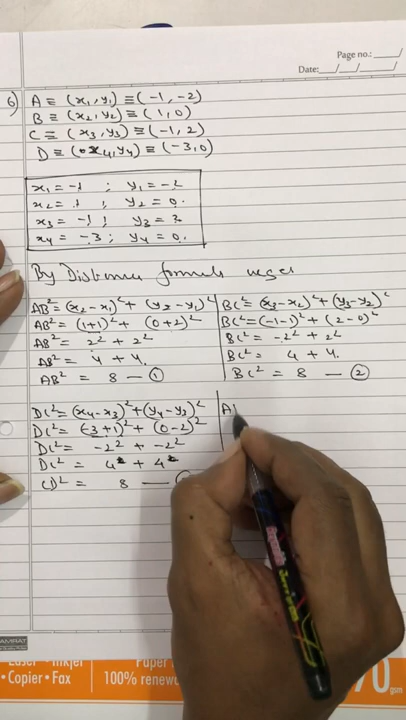 Page no.: / /
Date: / /
6) A ≡ (x₁, y₁) ≡ (-1, -2)
B ≡ (x₂, y₂) ≡ (1, 0)
C ≡ (x₃, y₃) ≡ (-1, 2)
D ≡ (x₄, y₄) ≡ (-3, 0)
x₁ = -1 ; y₁ = -2
x₂ = 1 ; y₂ = 0.
x₃ = -1 ; y₃ = 2
x₄ = -3 ; y₄ = 0.
By Distance formula
AB² = (x₂-x₁)² + (y₂-y₁)²
AB² = (1+1)² + (0+2)²
AB² = 2² + 2²
AB² = 4 + 4.
AB² = 8 — ①
BC² = (x₃-x₂)² + (y₃-y₂)²
BC² = (-1-1)² + (2-0)²
BC² = -2² + 2²
BC² = 4 + 4.
BC² = 8 — ②
DC² = (x₄-x₃)² + (y₄-y₃)²
DC² = (-3+1)² + (0-2)²
DC² = -2² + -2²
DC² = 4 + 4
CD² = 8 —
A
Laser • Inkjet
• Copier • Fax
Paper
100% renew
70 gsm